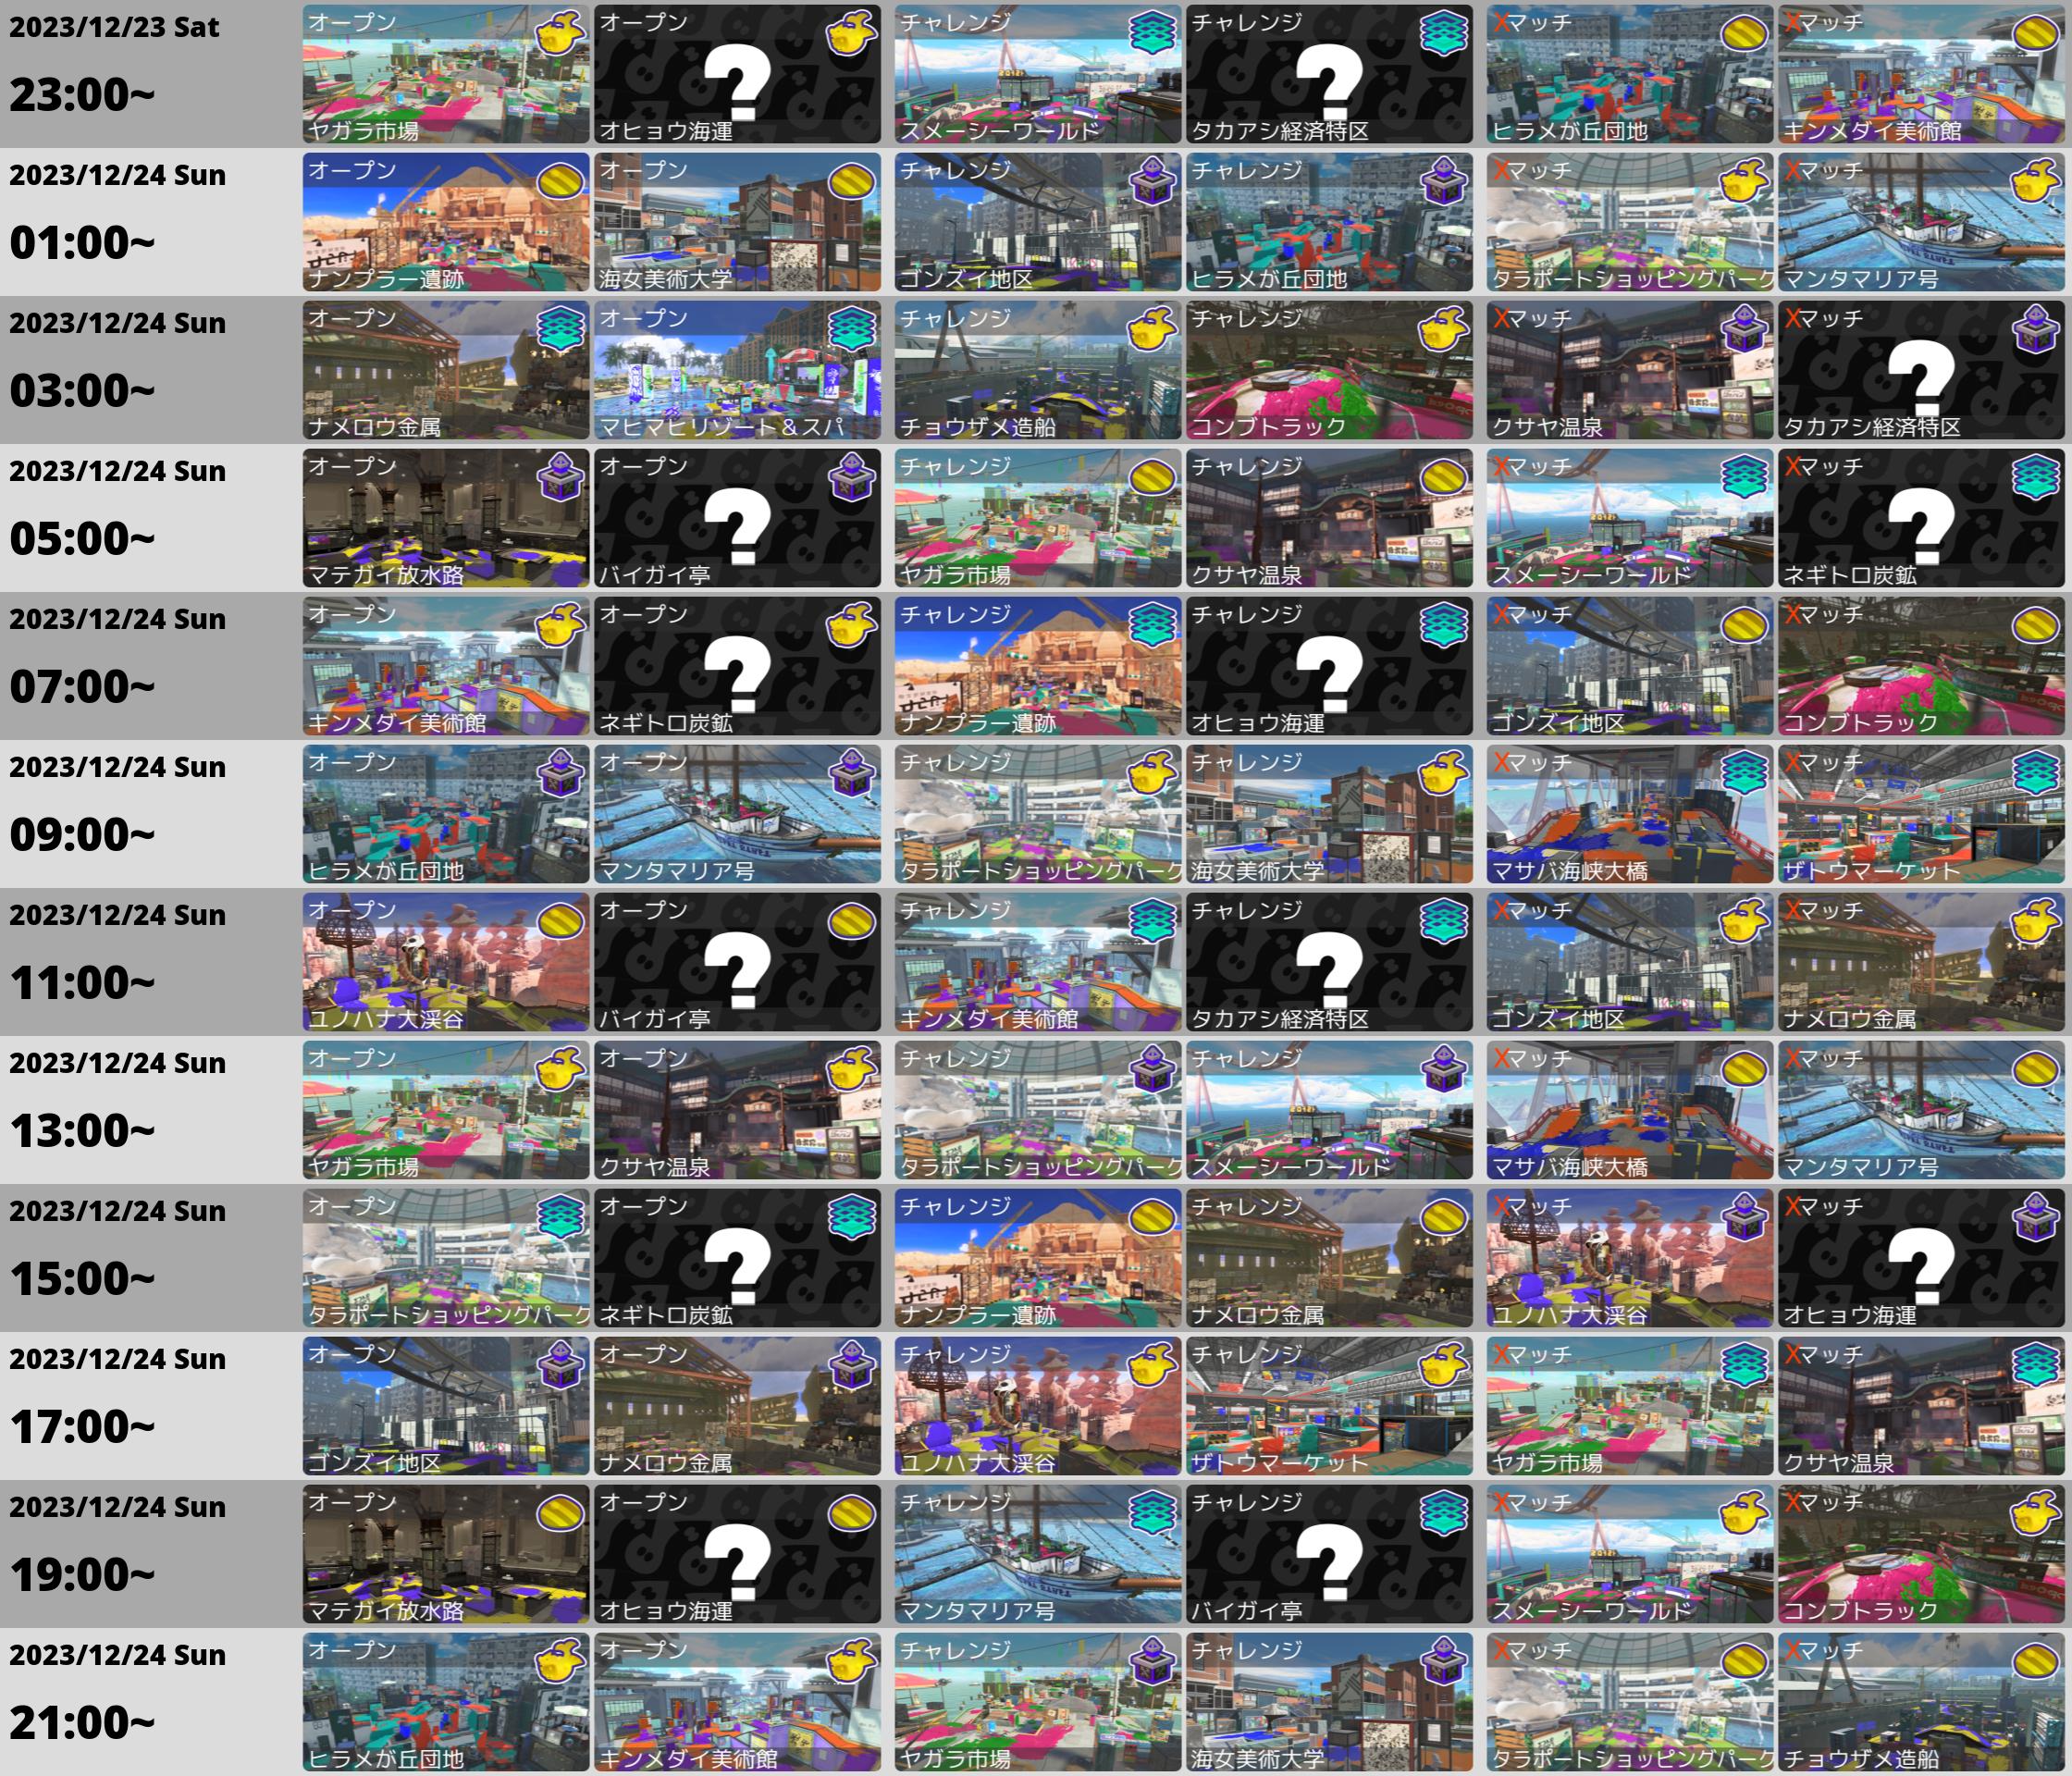 2023/12/23 Sat
23:00~
オープン
ヤガラ市場
オープン
オヒョウ海運
チャレンジ
スメーシーワールド
チャレンジ
タカアシ経済特区
Xマッチ
ヒラメが丘団地
Xマッチ
キンメダイ美術館
2023/12/24 Sun
01:00~
オープン
ナンプラー遺跡
オープン
海女美術大学
チャレンジ
ゴンズイ地区
チャレンジ
ヒラメが丘団地
Xマッチ
タラポートショッピングパーク
Xマッチ
マンタマリア号
2023/12/24 Sun
03:00~
オープン
ナメロウ金属
オープン
マヒマヒリゾート&スパ
チャレンジ
チョウザメ造船
チャレンジ
コンブトラック
Xマッチ
クサヤ温泉
Xマッチ
タカアシ経済特区
2023/12/24 Sun
05:00~
オープン
マテガイ放水路
オープン
バイガイ亭
チャレンジ
ヤガラ市場
チャレンジ
クサヤ温泉
Xマッチ
スメーシーワールド
Xマッチ
ネギトロ炭鉱
2023/12/24 Sun
07:00~
オープン
キンメダイ美術館
オープン
ネギトロ炭鉱
チャレンジ
ナンプラー遺跡
チャレンジ
オヒョウ海運
Xマッチ
ゴンズイ地区
Xマッチ
コンブトラック
2023/12/24 Sun
09:00~
オープン
ヒラメが丘団地
オープン
マンタマリア号
チャレンジ
タラポートショッピングパーク
チャレンジ
海女美術大学
Xマッチ
マサバ海峡大橋
Xマッチ
ザトウマーケット
2023/12/24 Sun
11:00~
オープン
ユノハナ大渓谷
オープン
バイガイ亭
チャレンジ
キンメダイ美術館
チャレンジ
タカアシ経済特区
Xマッチ
ゴンズイ地区
Xマッチ
ナメロウ金属
2023/12/24 Sun
13:00~
オープン
ヤガラ市場
オープン
クサヤ温泉
チャレンジ
タラポートショッピングパーク
チャレンジ
スメーシーワールド
Xマッチ
マサバ海峡大橋
Xマッチ
マンタマリア号
2023/12/24 Sun
15:00~
オープン
タラポートショッピングパーク
オープン
ネギトロ炭鉱
チャレンジ
ナンプラー遺跡
チャレンジ
ナメロウ金属
Xマッチ
ユノハナ大渓谷
Xマッチ
オヒョウ海運
2023/12/24 Sun
17:00~
オープン
ゴンズイ地区
オープン
ナメロウ金属
チャレンジ
ユノハナ大渓谷
チャレンジ
ザトウマーケット
Xマッチ
ヤガラ市場
Xマッチ
クサヤ温泉
2023/12/24 Sun
19:00~
オープン
マテガイ放水路
オープン
オヒョウ海運
チャレンジ
マンタマリア号
チャレンジ
バイガイ亭
Xマッチ
スメーシーワールド
Xマッチ
コンブトラック
2023/12/24 Sun
21:00~
オープン
ヒラメが丘団地
オープン
キンメダイ美術館
チャレンジ
ヤガラ市場
チャレンジ
海女美術大学
Xマッチ
タラポートショッピングパーク
Xマッチ
チョウザメ造船